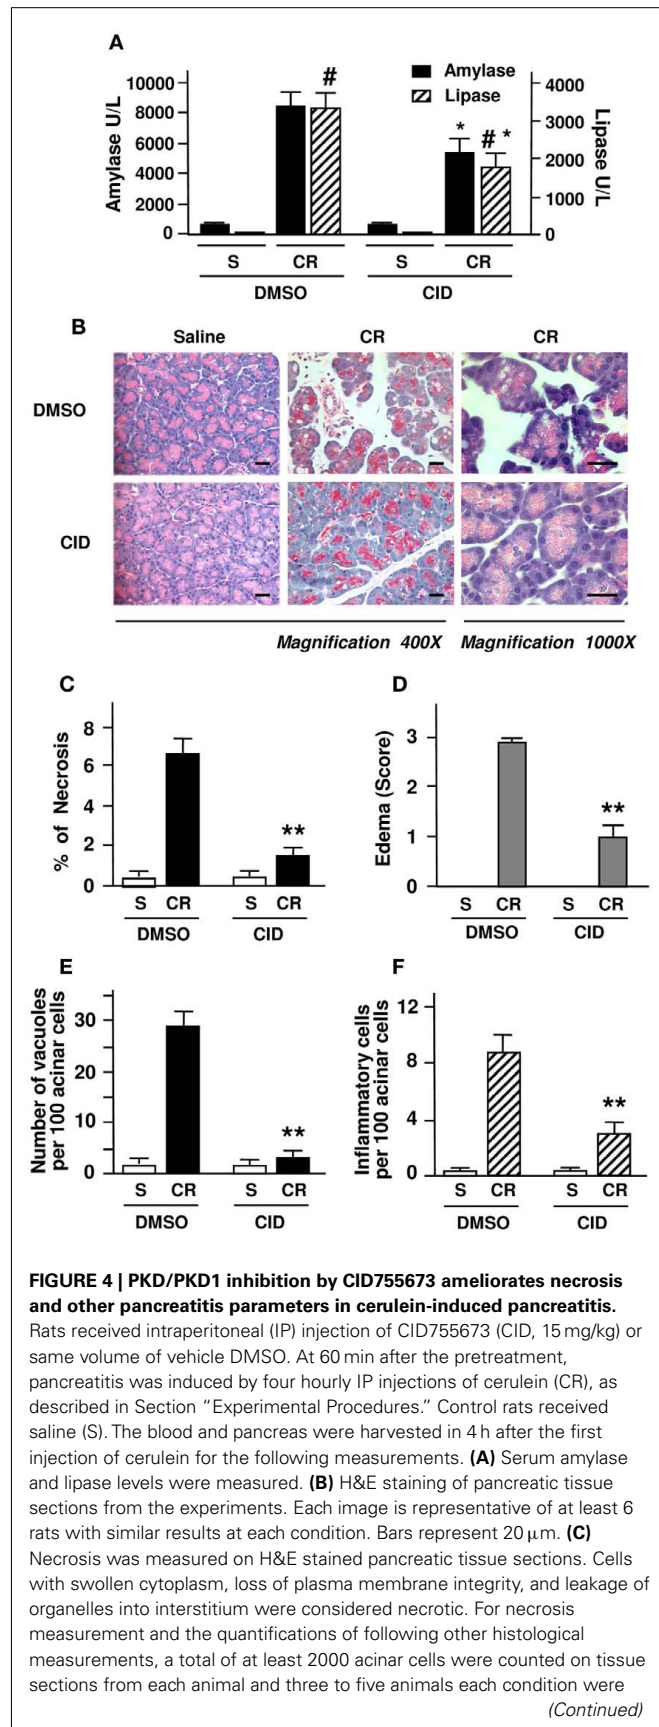 A
Amylase U/L
10000
8000
6000
4000
2000
0
#
Amylase
Lipase
*
# *
4000
3000
2000
1000
0
Lipase U/L
S CR S CR
DMSO CID
B
Saline CR CR
DMSO
CID
Magnification 400X Magnification 1000X
C
% of Necrosis
8
6
4
2
0
**
S CR S CR
DMSO CID
D
Edema (Score)
3
2
1
0
**
S CR S CR
DMSO CID
E
Number of vacuoles
per 100 acinar cells
30
20
10
0
**
S CR S CR
DMSO CID
F
Inflammatory cells
per 100 acinar cells
12
8
4
0
**
S CR S CR
DMSO CID
FIGURE 4 | PKD/PKD1 inhibition by CID755673 ameliorates necrosis
and other pancreatitis parameters in cerulein-induced pancreatitis.
Rats received intraperitoneal (IP) injection of CID755673 (CID, 15 mg/kg) or
same volume of vehicle DMSO. At 60 min after the pretreatment,
pancreatitis was induced by four hourly IP injections of cerulein (CR), as
described in Section “Experimental Procedures.” Control rats received
saline (S). The blood and pancreas were harvested in 4 h after the first
injection of cerulein for the following measurements. (A) Serum amylase
and lipase levels were measured. (B) H&E staining of pancreatic tissue
sections from the experiments. Each image is representative of at least 6
rats with similar results at each condition. Bars represent 20 μm. (C)
Necrosis was measured on H&E stained pancreatic tissue sections. Cells
with swollen cytoplasm, loss of plasma membrane integrity, and leakage of
organelles into interstitium were considered necrotic. For necrosis
measurement and the quantifications of following other histological
measurements, a total of at least 2000 acinar cells were counted on tissue
sections from each animal and three to five animals each condition were
(Continued)